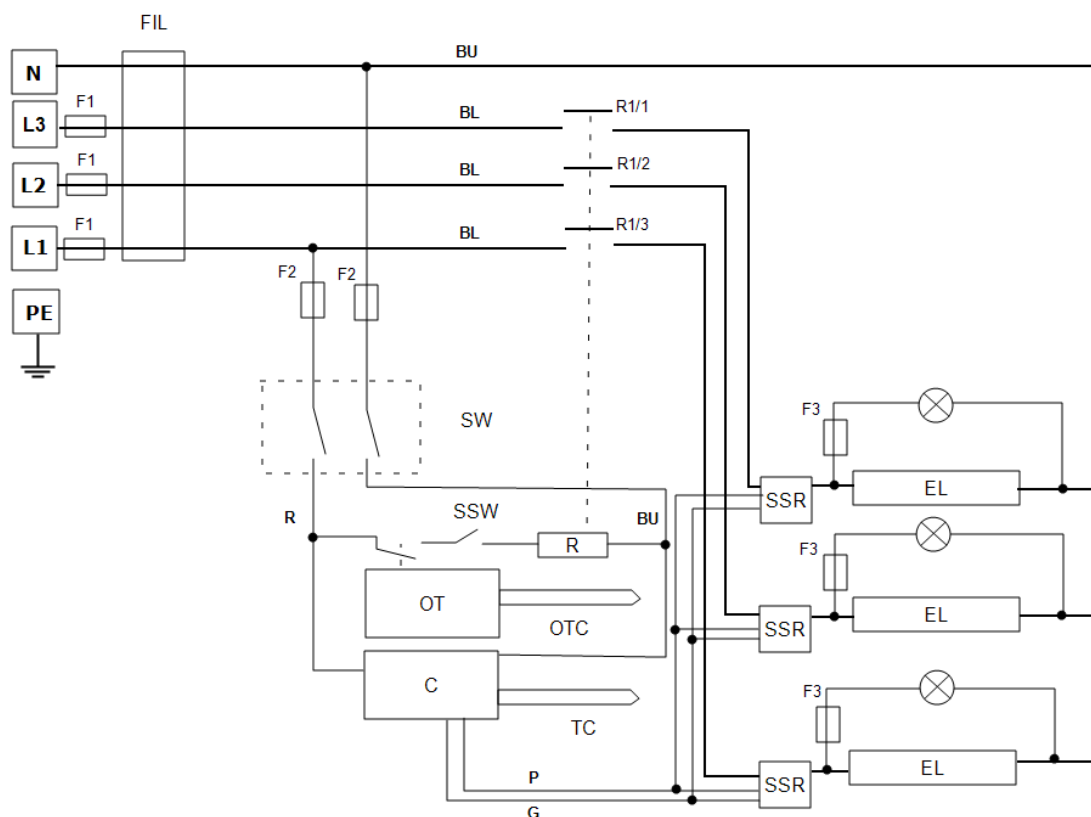 FIL
BU
N
F1
R1/1
L3
BL
F1
R1/2
L2
BL
F1
R1/3
L1
BL
F2
F2
PE
SW
F3
EL
SSR
R
SSW
BU
R
F3
OT
EL
OTC
SSR
C
F3
TC
P
EL
SSR
G